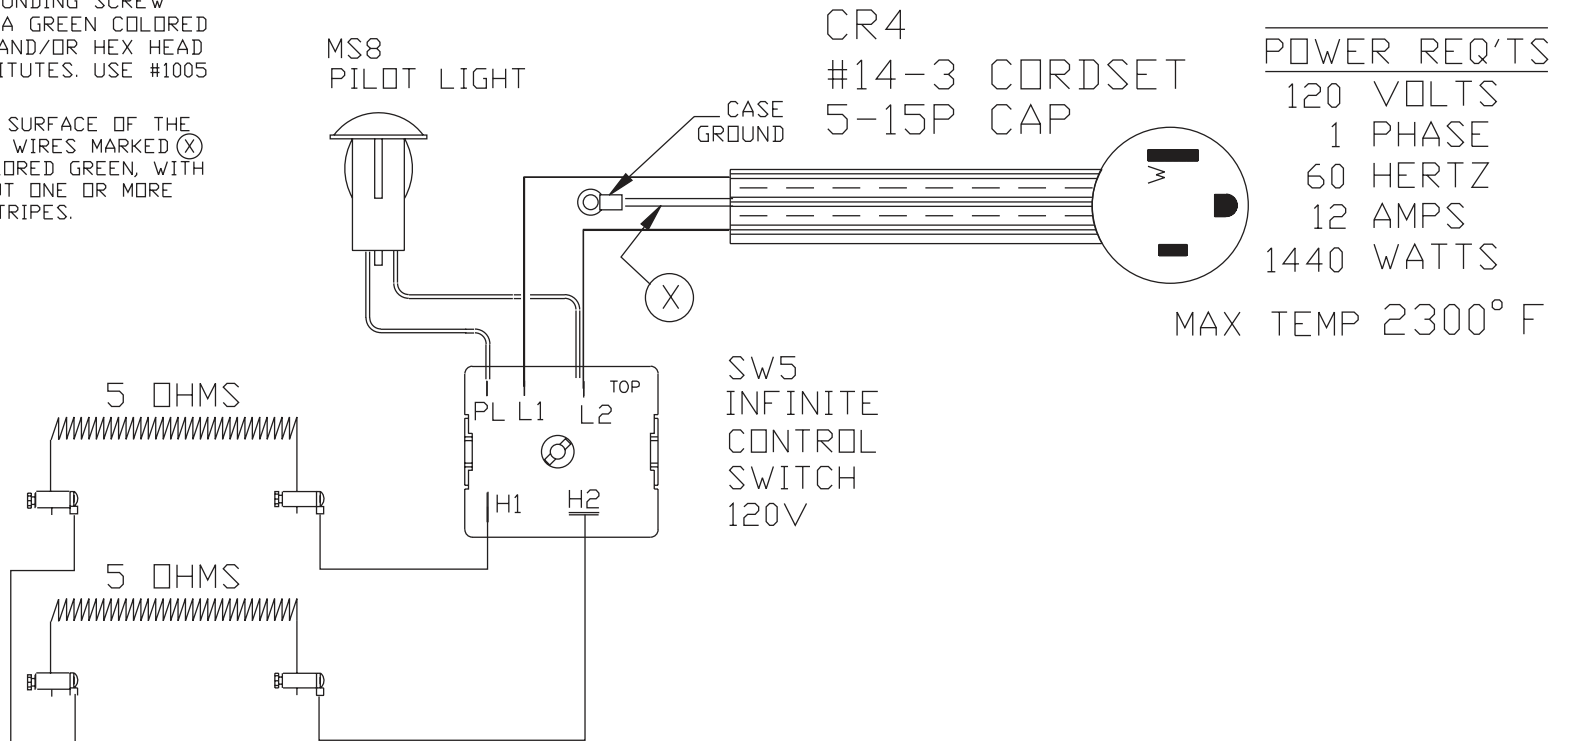 UNDING SCREW
A GREEN COLORED
AND/OR HEX HEAD
ITUTES. USE #1005
SURFACE OF THE
WIRES MARKED X
ORED GREEN, WITH
UT ONE OR MORE
TRIPES.
MS8
PILOT LIGHT
CASE
GROUND
CR4
#14-3 CORDSET
5-15P CAP
W
X
POWER REQ'TS
120 VOLTS
1 PHASE
60 HERTZ
12 AMPS
1440 WATTS
MAX TEMP 2300° F
PL L1 L2 TOP
H1 H2
SW5
INFINITE
CONTROL
SWITCH
120V
5 OHMS
5 OHMS